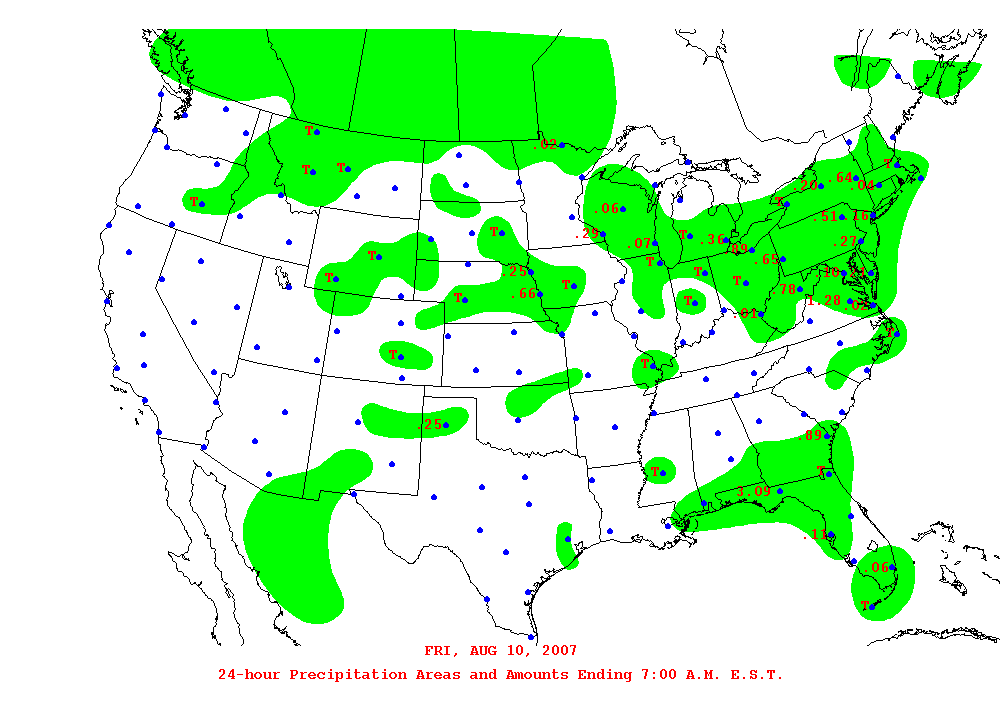 T
.02
T T
T .64
.20 .04
T
T
.06 .51 .16
.29 T .36 .27
T .07 .89
T T .65
.25 T
T T .78 .10
.66
T T 1.28 .02
.01
T
T T
.25
.89
T T
3.09
.11
.06
T
FRI, AUG 10, 2007
24-hour Precipitation Areas and Amounts Ending 7:00 A.M. E.S.T.